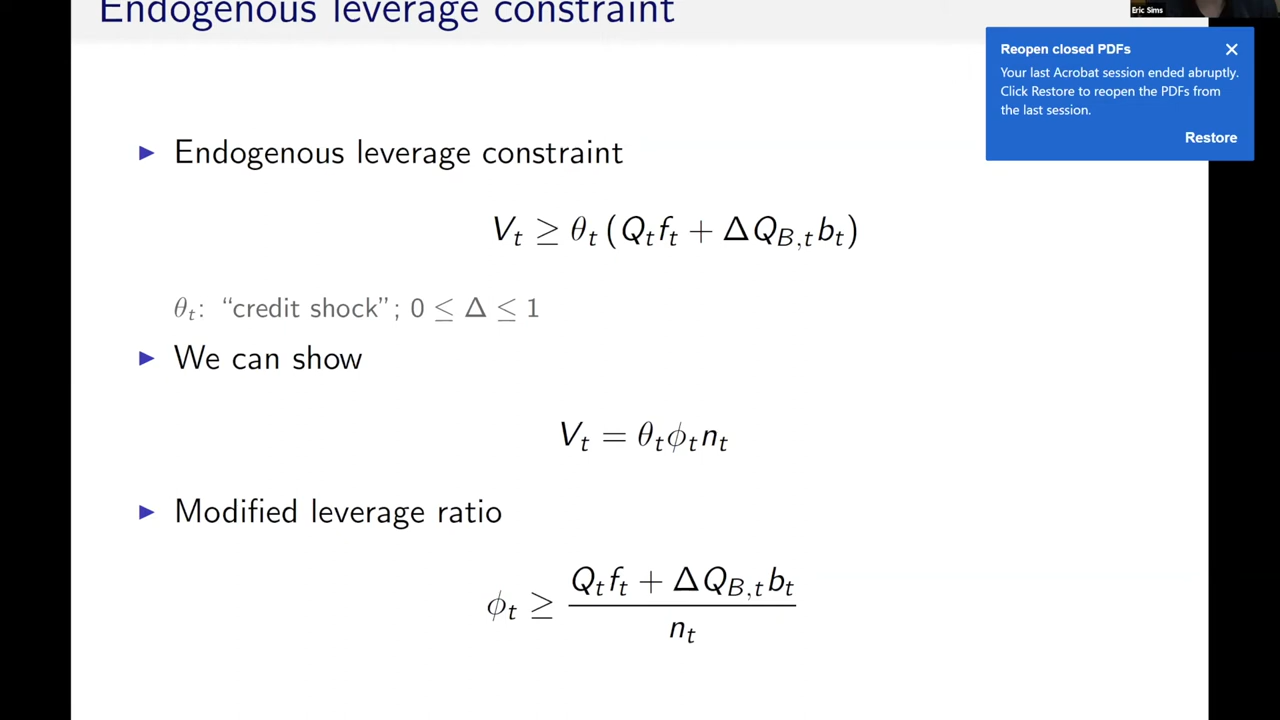 Endogenous leverage constraint
Eric Sims
Reopen closed PDFs
Your last Acrobat session ended abruptly.
Click Restore to reopen the PDFs from
the last session.
Restore
▶ Endogenous leverage constraint
V_t ≥ θ_t (Q_t f_t + ΔQ_{B,t} b_t)
θ_t: “credit shock”; 0 ≤ Δ ≤ 1
▶ We can show
V_t = θ_t ϕ_t n_t
▶ Modified leverage ratio
ϕ_t ≥ (Q_t f_t + ΔQ_{B,t} b_t) / n_t